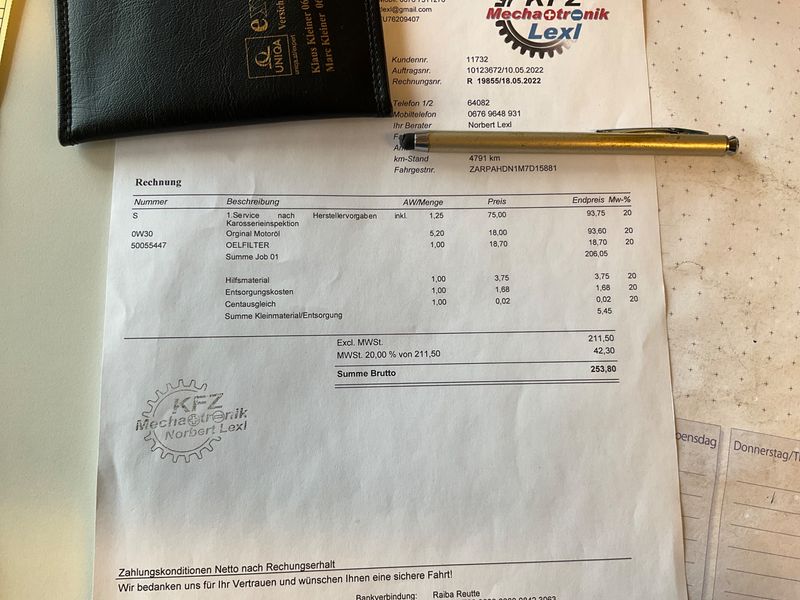 UNIQA
Klaus Kleiner
Marc Kleiner
lexl@gmail.com
KFZ
Mecha tronik
Lexl
Kundennr. 11732
Auftragsnr. 10123672/10.05.2022
Rechnungsnr. R 19855/18.05.2022
Telefon 1/2 64082
Mobiltelefon 0676 9648 931
Ihr Berater Norbert Lexl
km-Stand 4791 km
Fahrgestnr. ZARPAHDN1M7D15881
Rechnung
Nummer Beschreibung AW/Menge Preis Endpreis Mw-%
S 1.Service nach Herstellervorgaben inkl. 1,25 75,00 93,75 20
Karosserieinspektion
0W30 Orginal Motoröl 5,20 18,00 93,60 20
50055447 OELFILTER 1,00 18,70 18,70 20
Summe Job 01 206,05
Hilfsmaterial 1,00 3,75 3,75 20
Entsorgungskosten 1,00 1,68 1,68 20
Centausgleich 1,00 0,02 0,02 20
Summe Kleinmaterial/Entsorgung 5,45
Excl. MWSt. 211,50
MWSt. 20,00 % von 211,50 42,30
Summe Brutto 253,80
KFZ
Mecha tronik
Norbert Lexl
Donnerstag/
Zahlungskonditionen Netto nach Rechungserhalt
Wir bedanken uns für Ihr Vertrauen und wünschen Ihnen eine sichere Fahrt!
Bankverbindung: Raiba Reutte